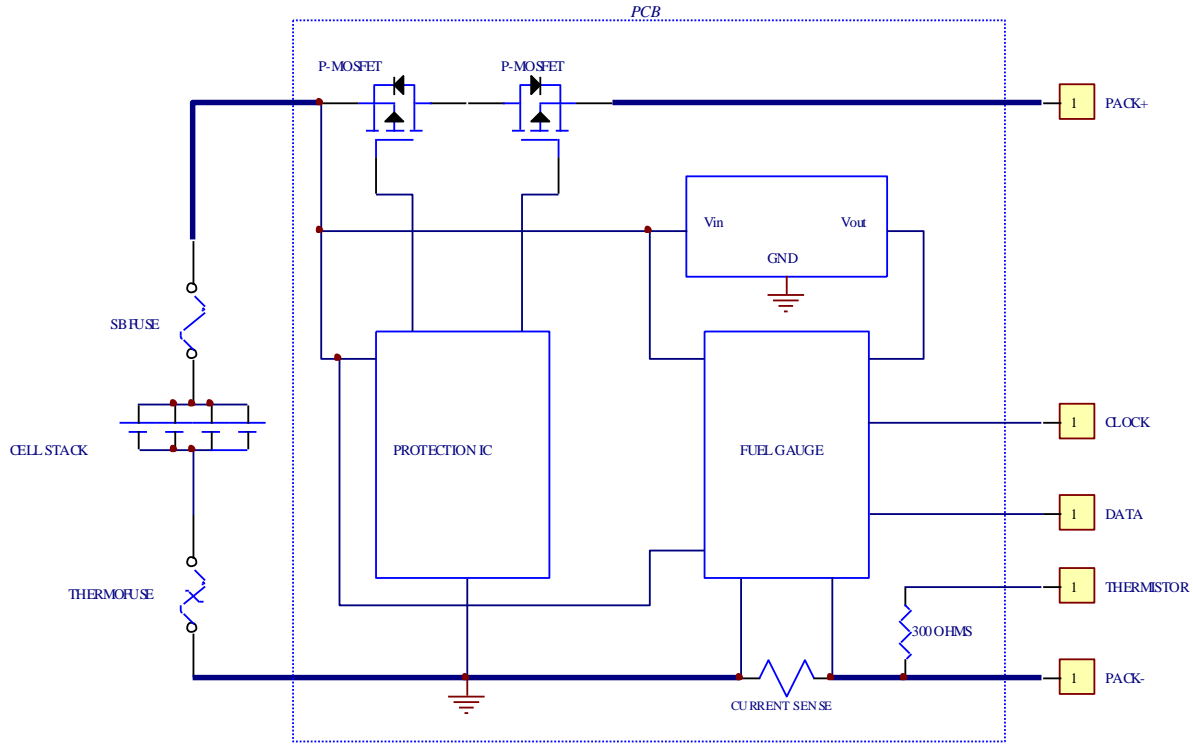 PCB
P-MOSFET P-MOSFET
1 PACK+
Vin Vout
GND
SB FUSE
1 CLOCK
CELL STACK PROTECTION IC FUEL GAUGE
1 DATA
THERMOFUSE 1 THERMISTOR
300 OHMS
1 PACK-
CURRENT SENSE